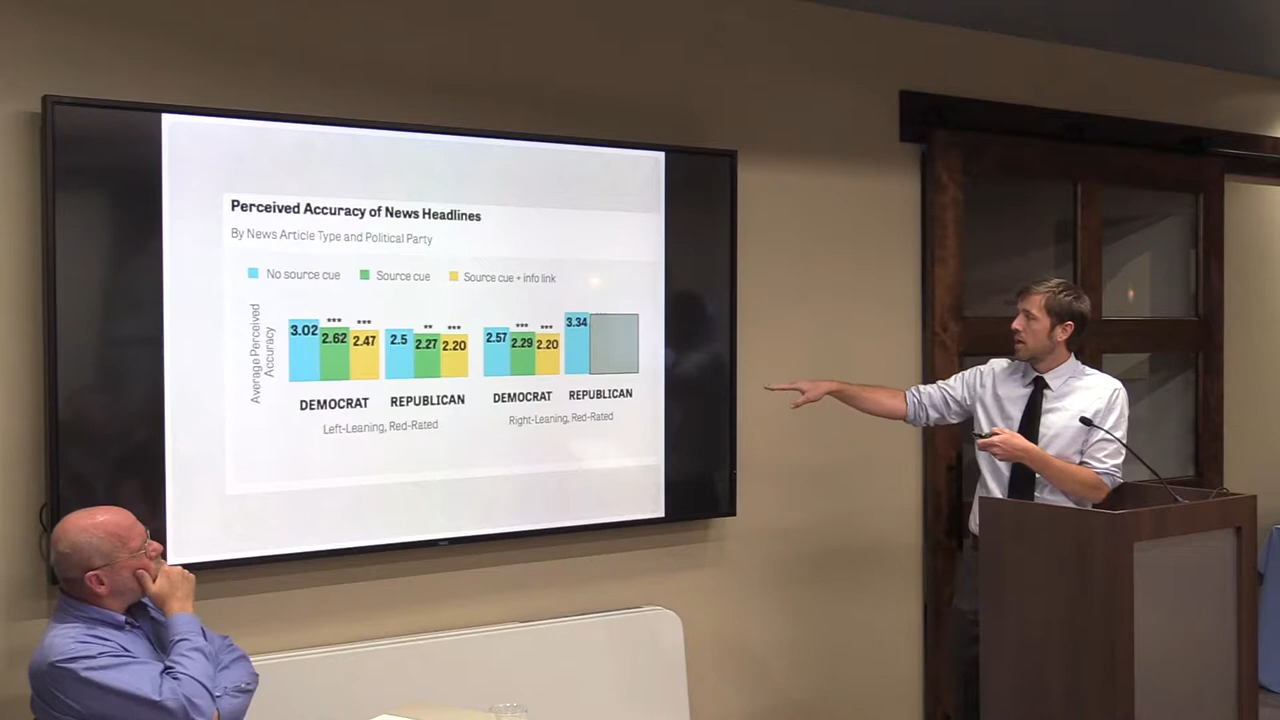 Perceived Accuracy of News Headlines
By News Article Type and Political Party
No source cue Source cue Source cue + info link
Average Perceived
Accuracy
3.02 *** 2.62 *** 2.47
2.5 ** 2.27 *** 2.20
2.57 *** 2.29 *** 2.20
3.34
DEMOCRAT REPUBLICAN DEMOCRAT REPUBLICAN
Left-Leaning, Red-Rated Right-Leaning, Red-Rated